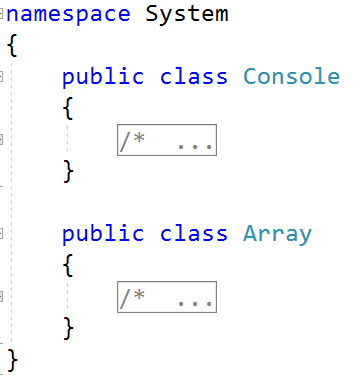 namespace System
{
public class Console
{
/* ...
}
public class Array
{
/* ...
}
}